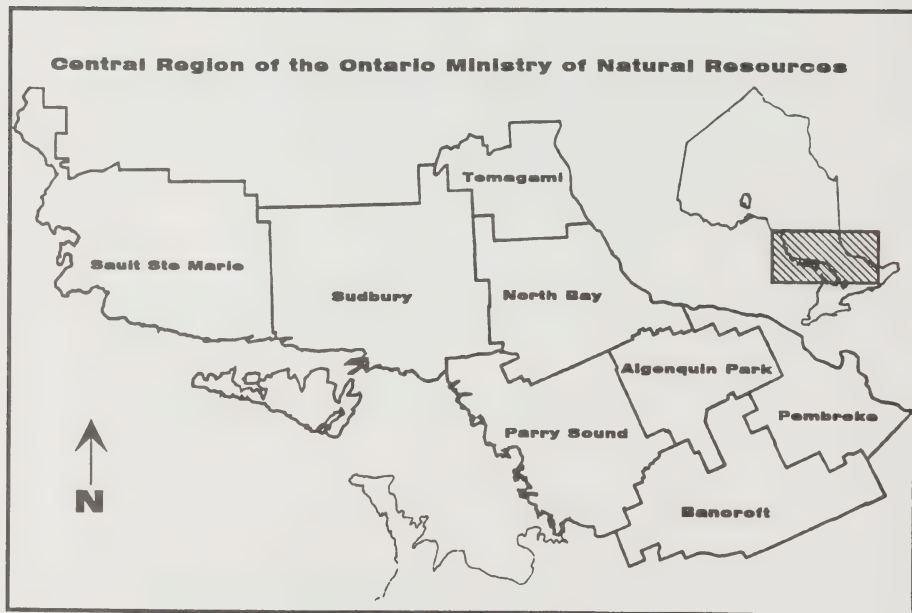 Central Region of the Ontario Ministry of Natural Resources
Temagami
Sault Ste Marie
Sudbury
North Bay
Algonquin Park
Pembroke
Parry Sound
Bancroft
N